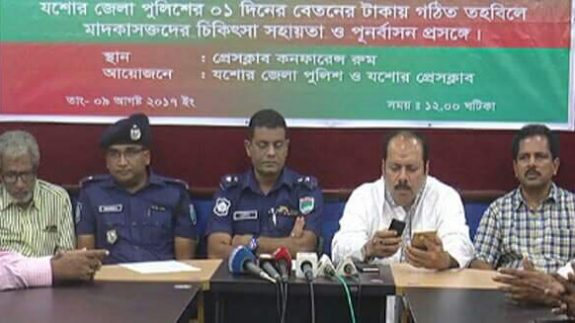 যশোর জেলা পুলিশের ০১ দিনের বেতনের টাকায় গঠিত তহবিলে
মাদকাসক্তদের চিকিৎসা সহায়তা ও পুনর্বাসন প্রসঙ্গে।
স্থান : প্রেসক্লাব কনফারেন্স রুম
আয়োজনে : যশোর জেলা পুলিশ ও যশোর প্রেসক্লাব
তাং- ০৯ আগষ্ট ২০১৭ ইং সময় : ১২.০০ ঘটিকা